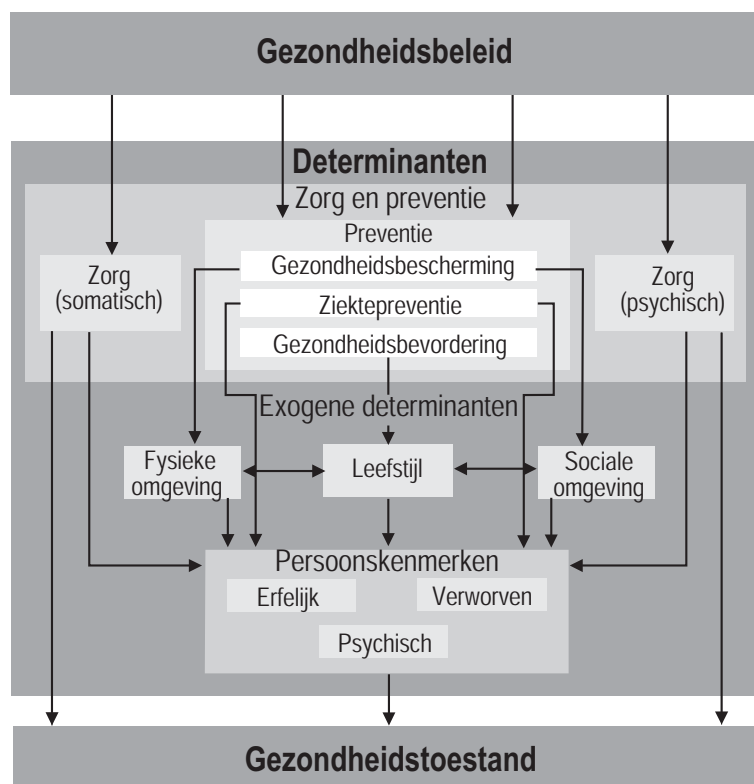 Gezondheidsbeleid
Determinanten
Zorg en preventie
Preventie
Gezondheidsbescherming
Zorg
(somatisch)
Ziektepreventie
Zorg
(psychisch)
Gezondheidsbevordering
Exogene determinanten
Fysieke
omgeving
Leefstijl
Sociale
omgeving
Persoonskenmerken
Erfelijk
Verworven
Psychisch
Gezondheidstoestand